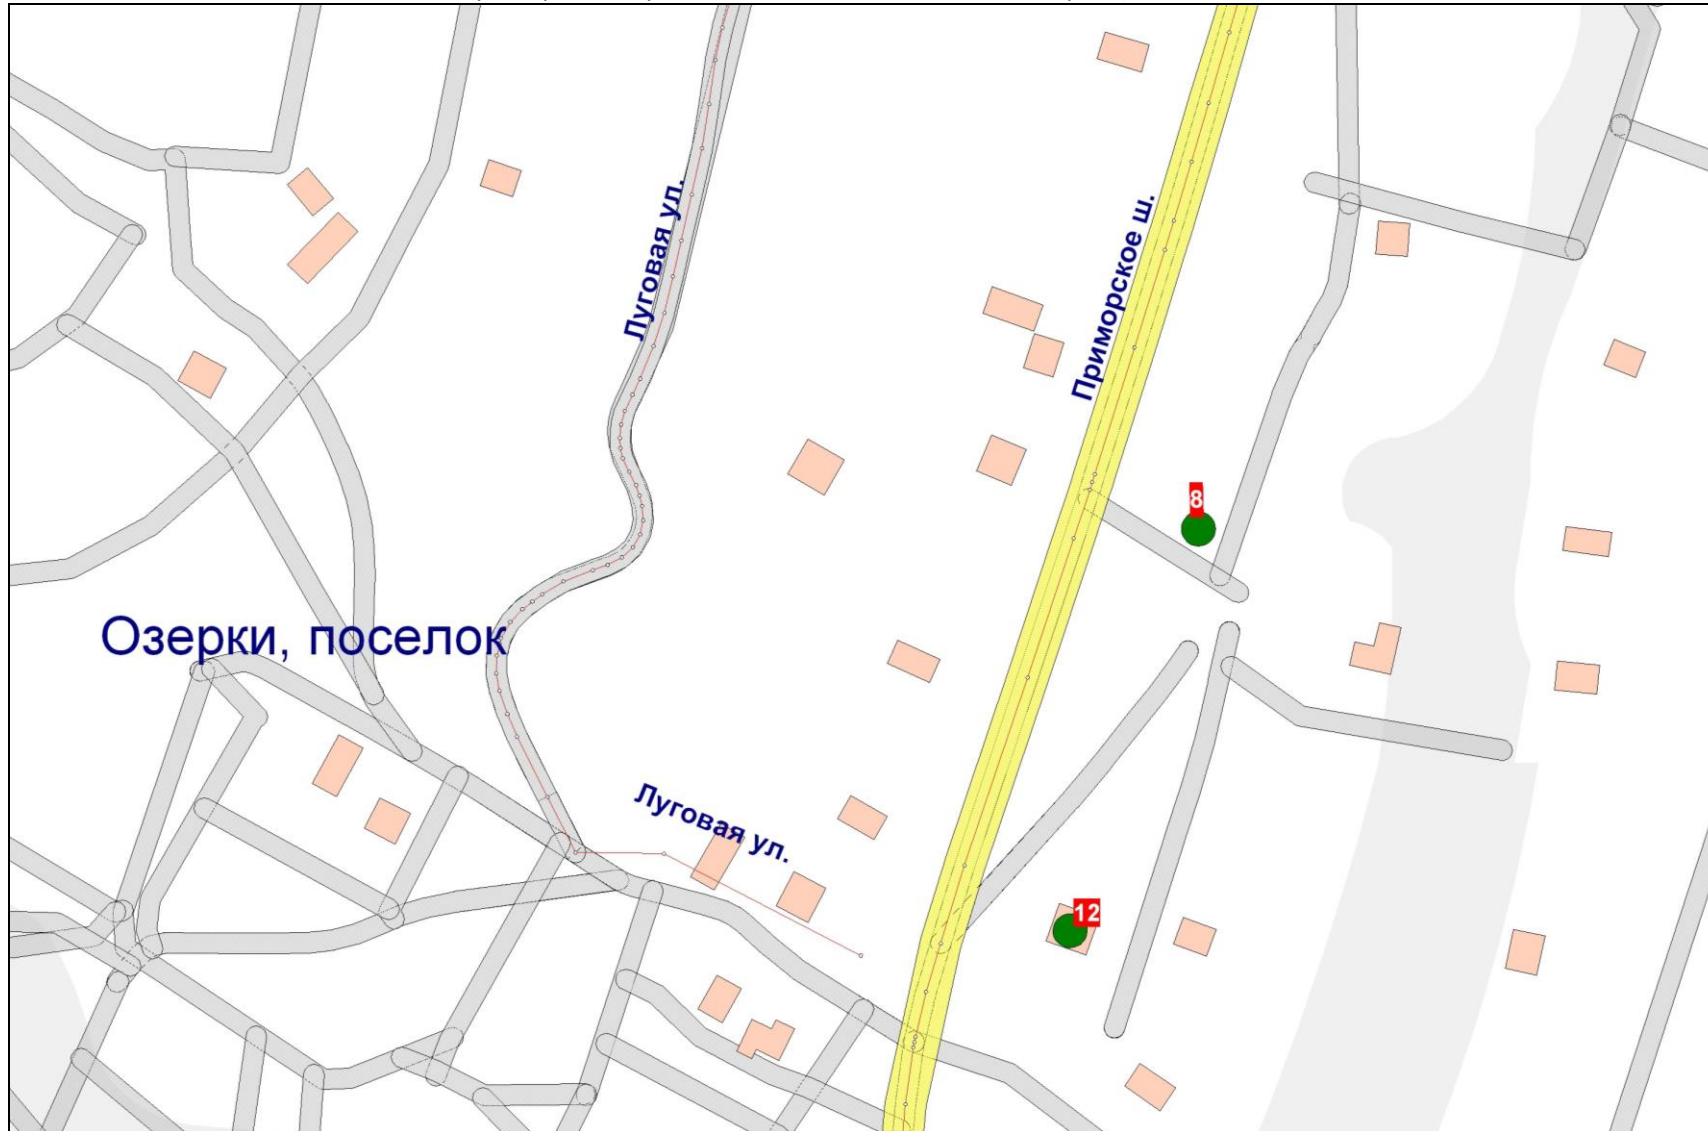 Луговая ул.
Приморское ш.
8
Озерки, поселок
Луговая ул.
12